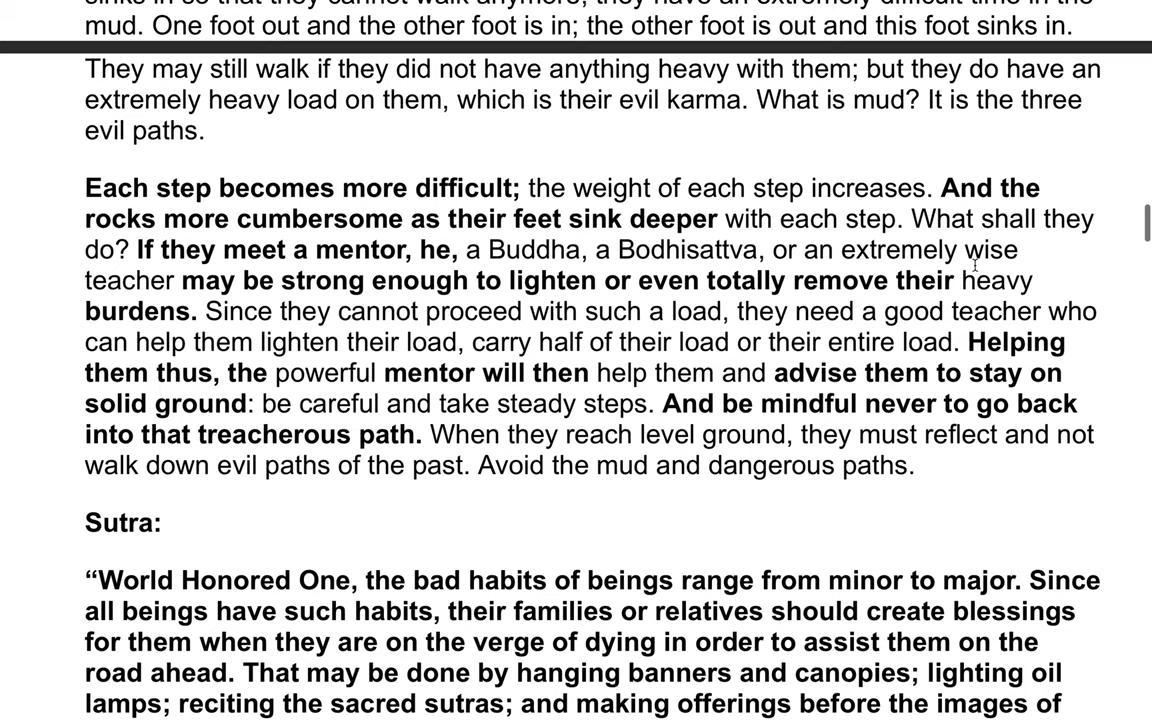 mud. One foot out and the other foot is in; the other foot is out and this foot sinks in.
They may still walk if they did not have anything heavy with them; but they do have an
extremely heavy load on them, which is their evil karma. What is mud? It is the three
evil paths.
Each step becomes more difficult; the weight of each step increases. And the
rocks more cumbersome as their feet sink deeper with each step. What shall they
do? If they meet a mentor, he, a Buddha, a Bodhisattva, or an extremely wise
teacher may be strong enough to lighten or even totally remove their heavy
burdens. Since they cannot proceed with such a load, they need a good teacher who
can help them lighten their load, carry half of their load or their entire load. Helping
them thus, the powerful mentor will then help them and advise them to stay on
solid ground: be careful and take steady steps. And be mindful never to go back
into that treacherous path. When they reach level ground, they must reflect and not
walk down evil paths of the past. Avoid the mud and dangerous paths.
Sutra:
“World Honored One, the bad habits of beings range from minor to major. Since
all beings have such habits, their families or relatives should create blessings
for them when they are on the verge of dying in order to assist them on the
road ahead. That may be done by hanging banners and canopies; lighting oil
lamps; reciting the sacred sutras; and making offerings before the images of